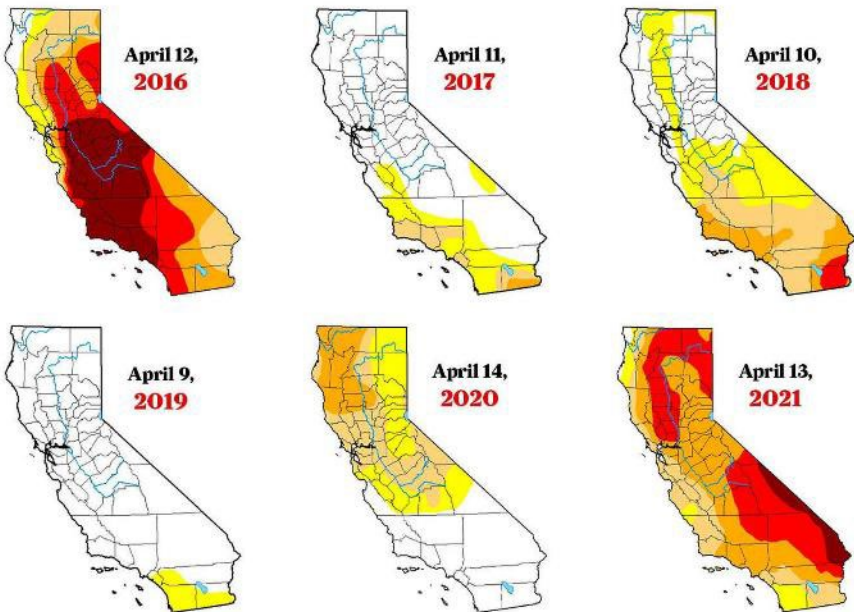 April 12,
2016
April 11,
2017
April 10,
2018
April 9,
2019
April 14,
2020
April 13,
2021